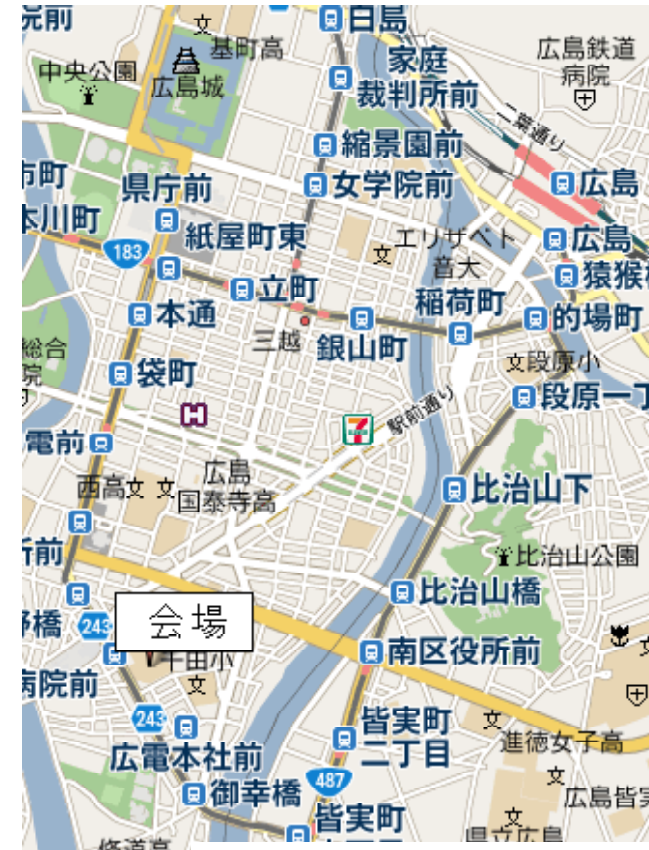 院前
白島
基町高
家庭
裁判所前
広島鉄道
病院
中央公園
広島城
二葉通り
縮景園前
女学院前
広島
市町
県庁前
本川町
紙屋町東
183
エリザベト
音大
広島
猿猴橋
立町
稲荷町
本通
三越
銀山町
的場町
総合
院
袋町
段原小
段原一丁
駅前通り
7
電前
広島
西高
国泰寺高
比治山下
所前
比治山公園
比治山橋
会場
243
橋
千田小
南区役所前
病院前
243
皆実町
二丁目
進徳女子高
広電本社前
御幸橋
487
広島皆実
皆実町
県立広島
修道高